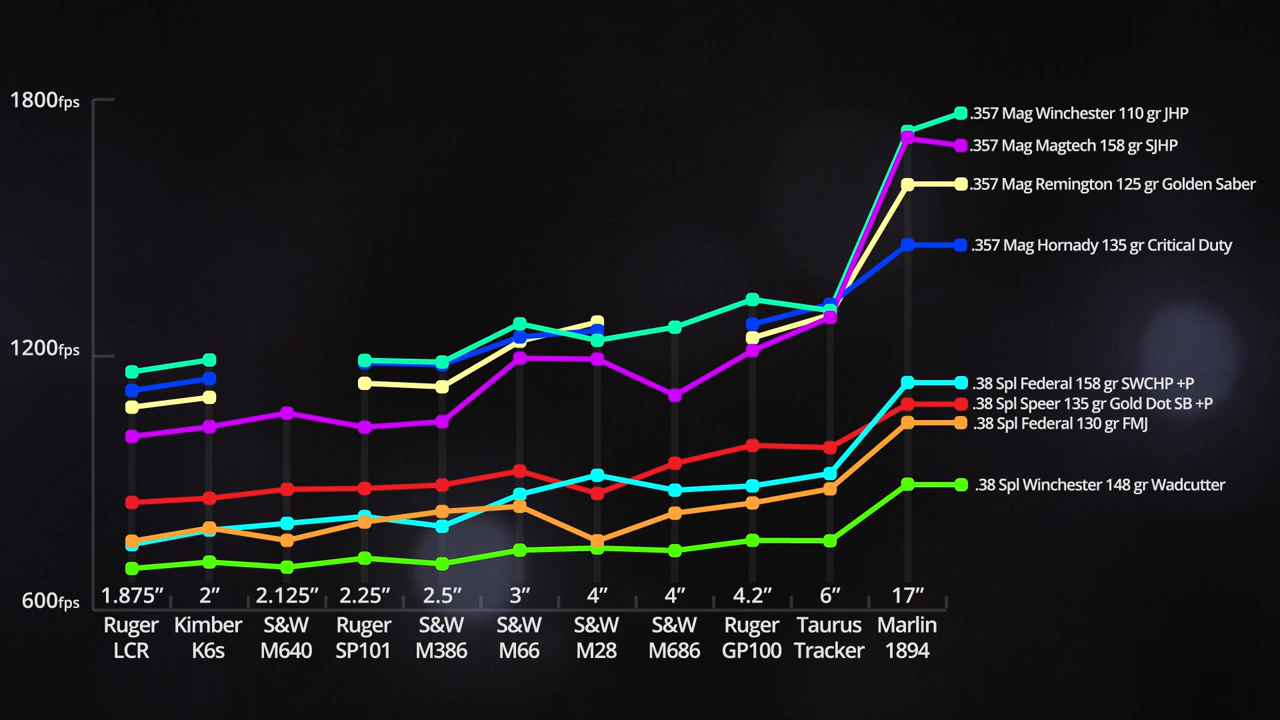 1800fps
.357 Mag Winchester 110 gr JHP
.357 Mag Magtech 158 gr SJHP
.357 Mag Remington 125 gr Golden Saber
.357 Mag Hornady 135 gr Critical Duty
1200fps
.38 Spl Federal 158 gr SWCHP +P
.38 Spl Speer 135 gr Gold Dot SB +P
.38 Spl Federal 130 gr FMJ
.38 Spl Winchester 148 gr Wadcutter
600fps
1.875” 2” 2.125” 2.25” 2.5” 3” 4” 4” 4.2” 6” 17”
Ruger Kimber S&W Ruger S&W S&W S&W S&W Ruger Taurus Marlin
LCR K6s M640 SP101 M386 M66 M28 M686 GP100 Tracker 1894